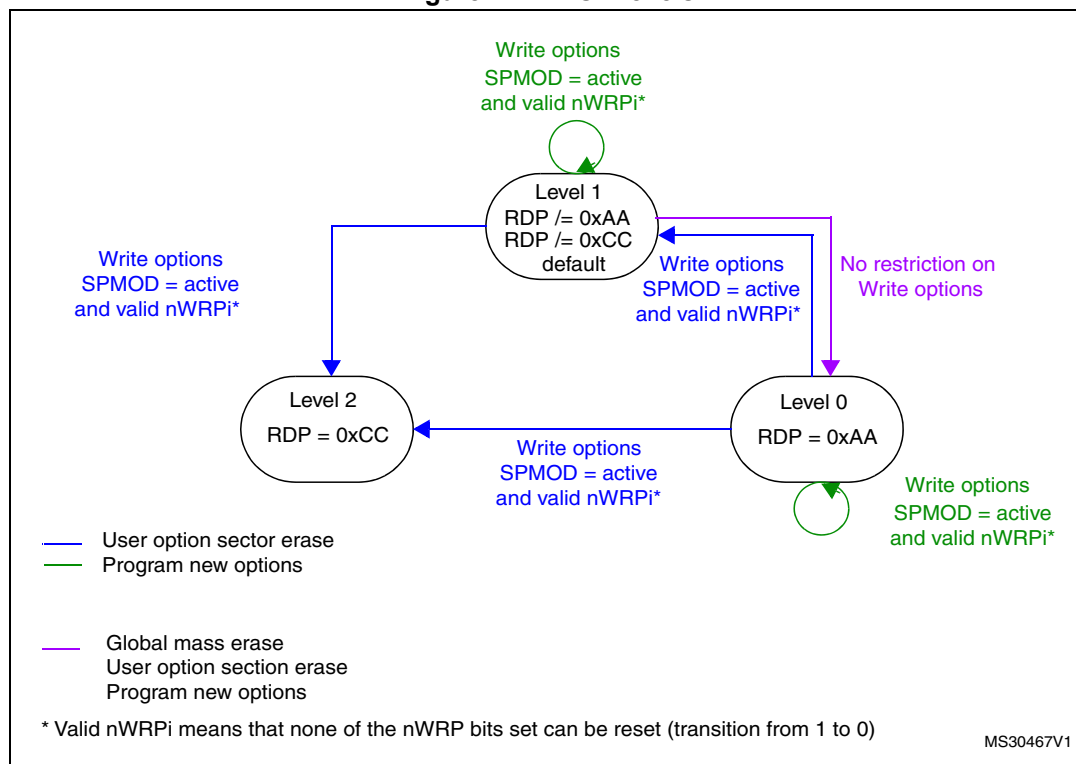 Write options
SPMOD = active
and valid nWRPi*
Level 1
RDP /= 0xAA
RDP /= 0xCC
default
Write options
SPMOD = active
and valid nWRPi*
Write options
SPMOD = active
and valid nWRPi*
No restriction on
Write options
Level 2
RDP = 0xCC
Level 0
RDP = 0xAA
Write options
SPMOD = active
and valid nWRPi*
Write options
SPMOD = active
and valid nWRPi*
User option sector erase
Program new options
Global mass erase
User option section erase
Program new options
* Valid nWRPi means that none of the nWRP bits set can be reset (transition from 1 to 0)
MS30467V1